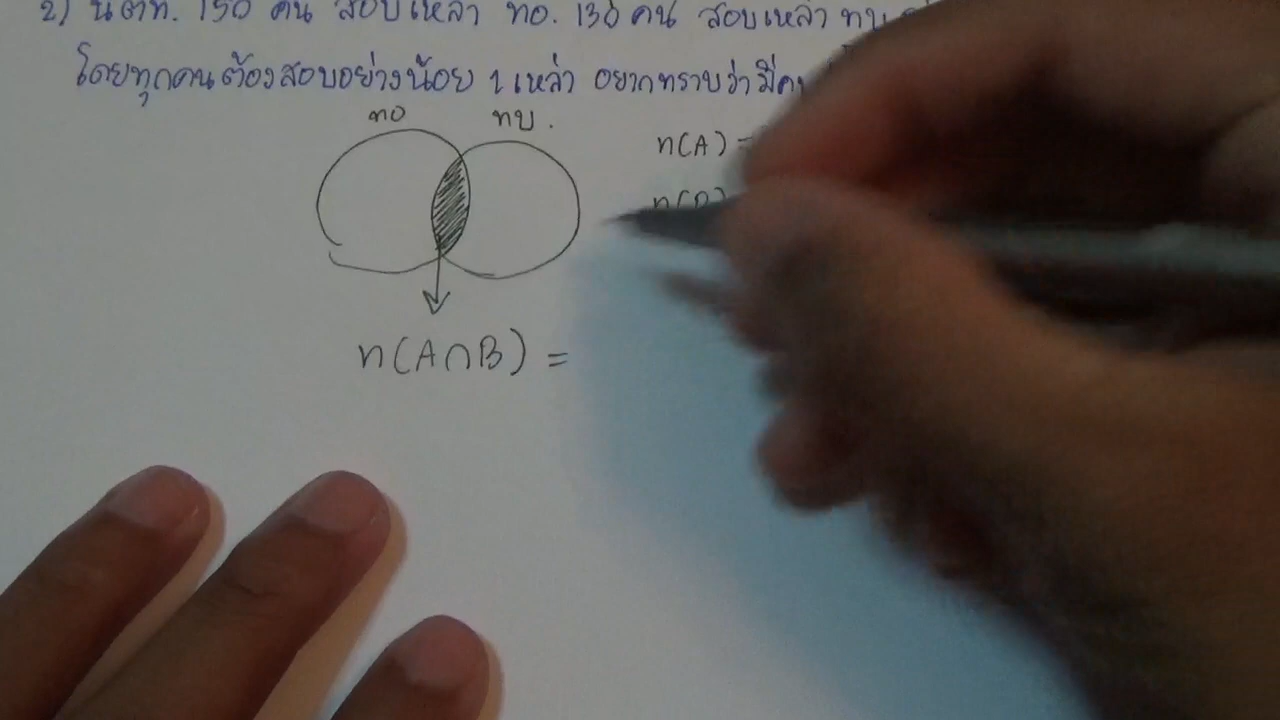 2) นตท. 150 คน สอบเหล่า ทอ. 130 คน สอบเหล่า ทบ
โดยทุกคนต้องสอบอย่างน้อย 1 เหล่า อยากทราบว่ามี
ทอ ทบ.
n(A) =
n(B)
n(A∩B) =